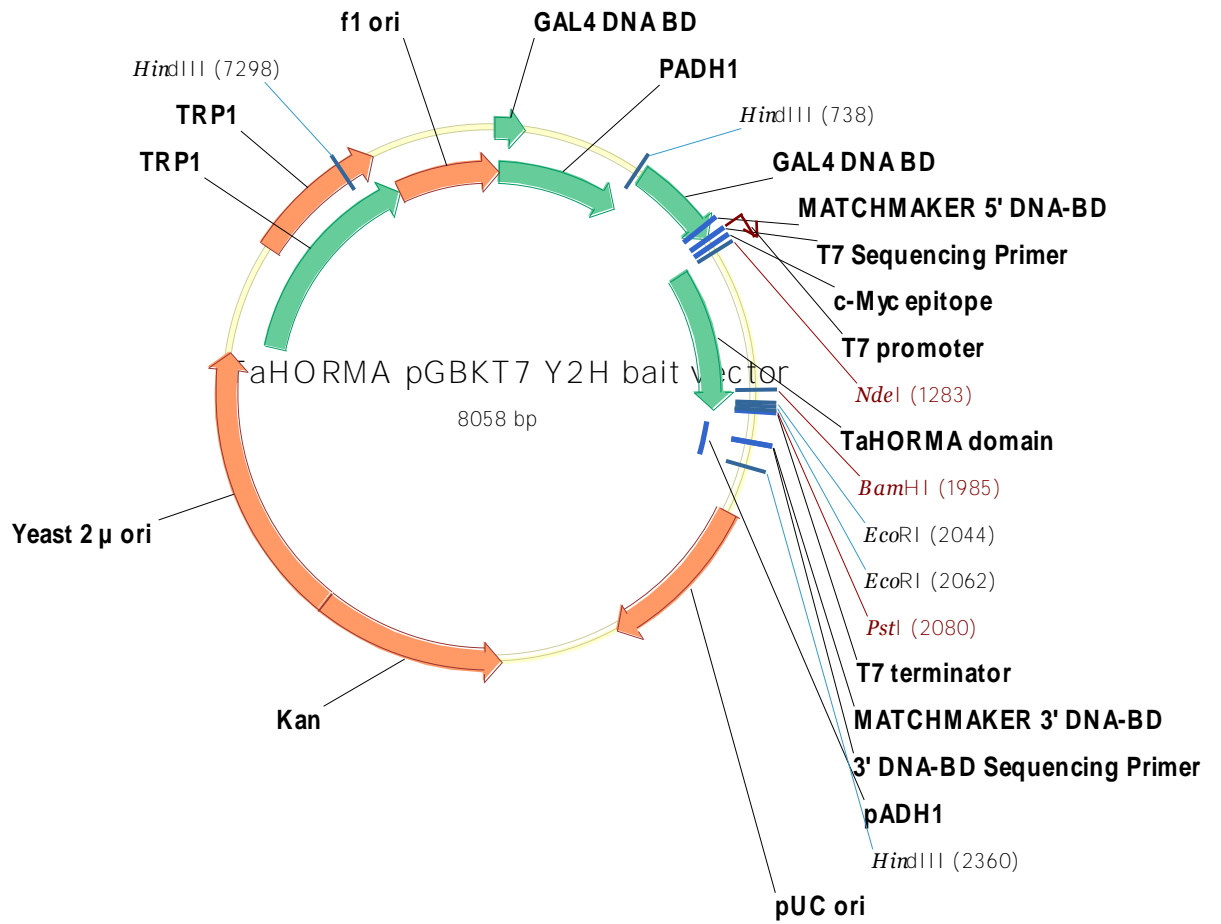 f1 ori
GAL4 DNA BD
HindIII (7298)
PADH1
TRP1
HindIII (738)
TRP1
GAL4 DNA BD
MATCHMAKER 5' DNA-BD
T7 Sequencing Primer
c-Myc epitope
T7 promoter
TaHORMA pGBKT7 Y2H bait vector
NdeI (1283)
8058 bp
TaHORMA domain
BamHI (1985)
Yeast 2 µ ori
EcoRI (2044)
EcoRI (2062)
PstI (2080)
T7 terminator
Kan
MATCHMAKER 3' DNA-BD
3' DNA-BD Sequencing Primer
pADH1
HindIII (2360)
pUC ori